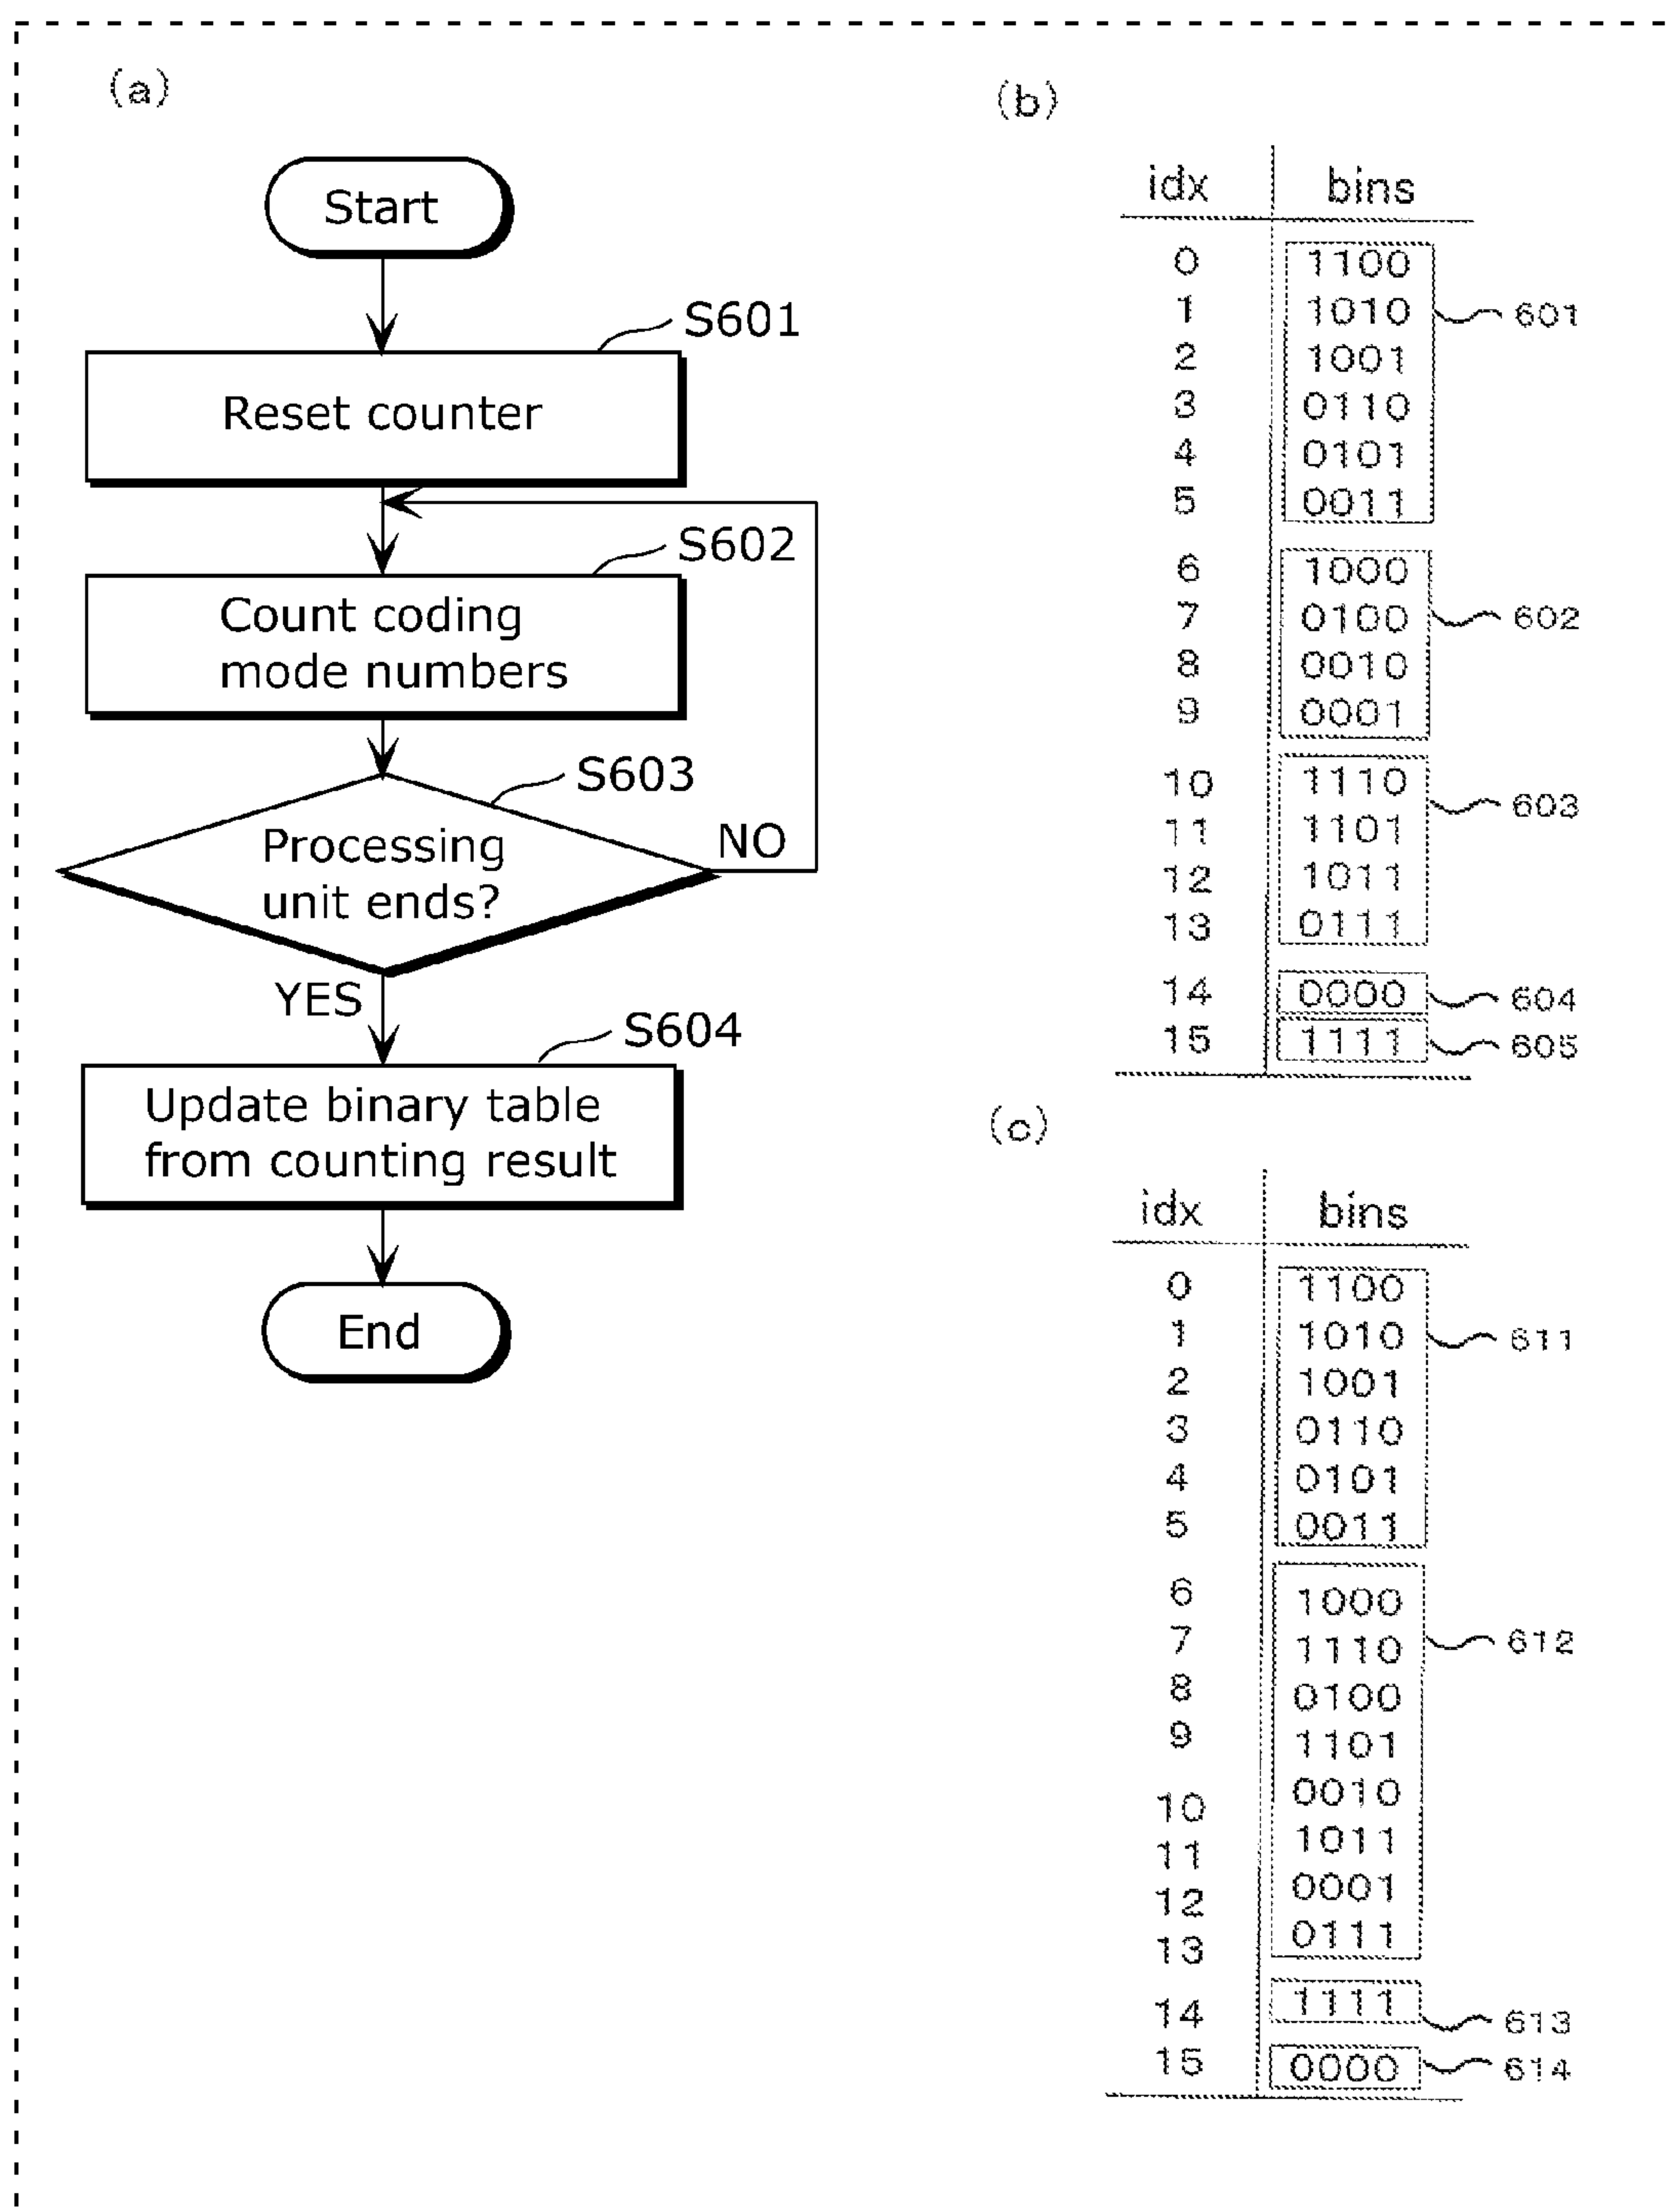 (a)
Start
S601
Reset counter
S602
Count coding
mode numbers
S603
Processing
unit ends?
NO
YES
S604
Update binary table
from counting result
End
(b)
idx bins
0 1100
1 1010 601
2 1001
3 0110
4 0101
5 0011
6 1000
7 0100 602
8 0010
9 0001
10 1110 603
11 1101
12 1011
13 0111
14 0000 604
15 1111 605
(c)
idx bins
0 1100
1 1010 611
2 1001
3 0110
4 0101
5 0011
6 1000
7 1110 612
8 0100
9 1101
10 0010
11 1011
12 0001
13 0111
14 1111 613
15 0000 614